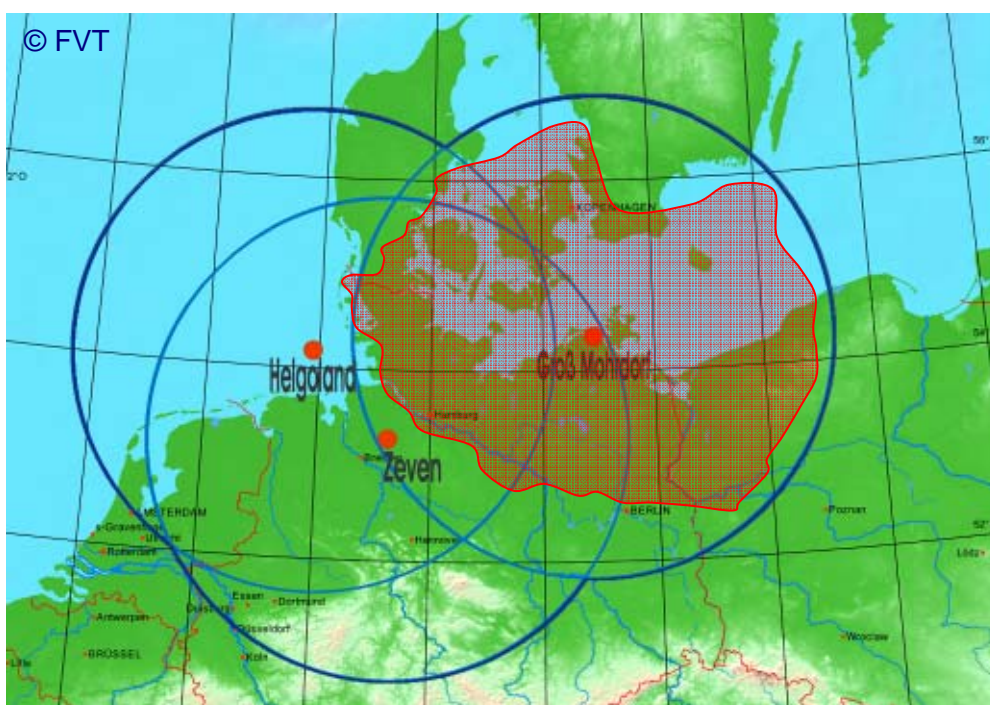 © FVT
56°
2°O
KOPENHAGEN
54°
Helgoland
Groß Mohrdorf
Hamburg
Zeven
AMSTERDAM
s-Gravenhage
Utrecht
Rotterdam
BERLIN
Poznan
52°
Hannover
Lódz
Essen
Duisburg
Dortmund
Antwerpen
Düsseldorf
Wroclaw
BRÜSSEL
Köln
Lille